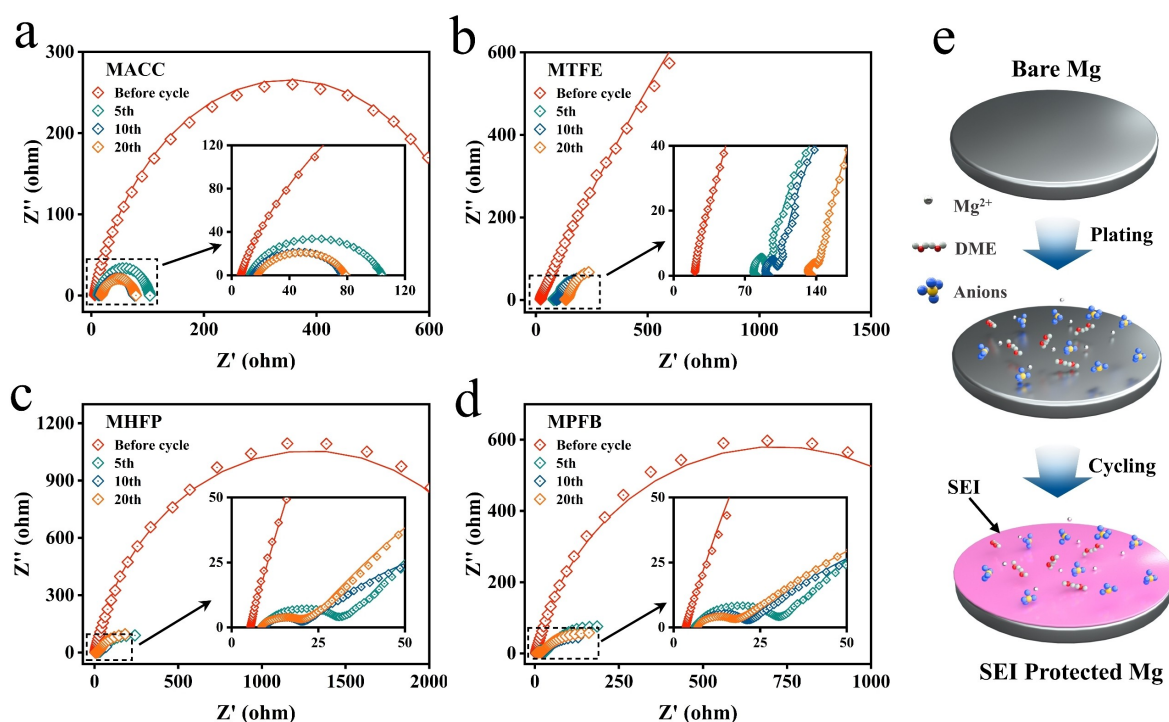 a
MACC
Before cycle
5th
10th
20th
300
200
100
0
Z'' (ohm)
0
200
400
600
Z' (ohm)
120
80
40
0
0
40
80
120
b
MTFE
Before cycle
5th
10th
20th
600
400
200
0
Z'' (ohm)
0
500
1000
1500
Z' (ohm)
40
20
0
70
140
c
MHFP
Before cycle
5th
10th
20th
1200
900
600
300
0
Z'' (ohm)
0
500
1000
1500
2000
Z' (ohm)
50
25
0
25
50
d
MPFB
Before cycle
5th
10th
20th
600
400
200
0
Z'' (ohm)
0
250
500
750
1000
Z' (ohm)
50
25
0
25
50
e
Bare Mg
Mg²⁺
DME
Anions
Plating
Cycling
SEI
SEI Protected Mg